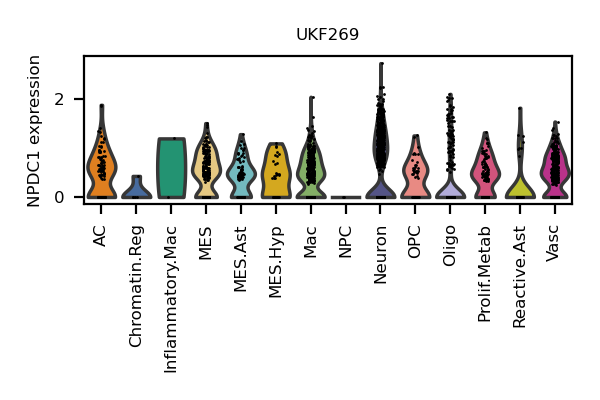 UKF269
NPDC1 expression
2
0
AC
Chromatin.Reg
Inflammatory.Mac
MES
MES.Ast
MES.Hyp
Mac
NPC
Neuron
OPC
Oligo
Prolif.Metab
Reactive.Ast
Vasc